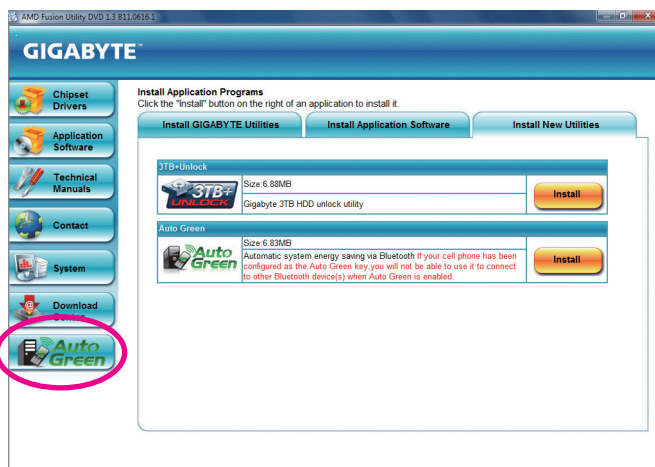 AMD Fusion Utility DVD 1.3 B11.0616.1
GIGABYTE™
Chipset
Drivers
Application
Software
Technical
Manuals
Contact
System
Download
Center
Auto
Green
Install Application Programs
Click the "Install" button on the right of an application to install it.
Install GIGABYTE Utilities
Install Application Software
Install New Utilities
3TB+Unlock
3TB+
UNLOCK
Size:6.88MB
Gigabyte 3TB HDD unlock utility
Install
Auto Green
Auto
Green
Size:6.83MB
Automatic system energy saving via Bluetooth If your cell phone has been
configured as the Auto Green key,you will not be able to use it to connect
to other Bluetooth device(s) when Auto Green is enabled.
Install